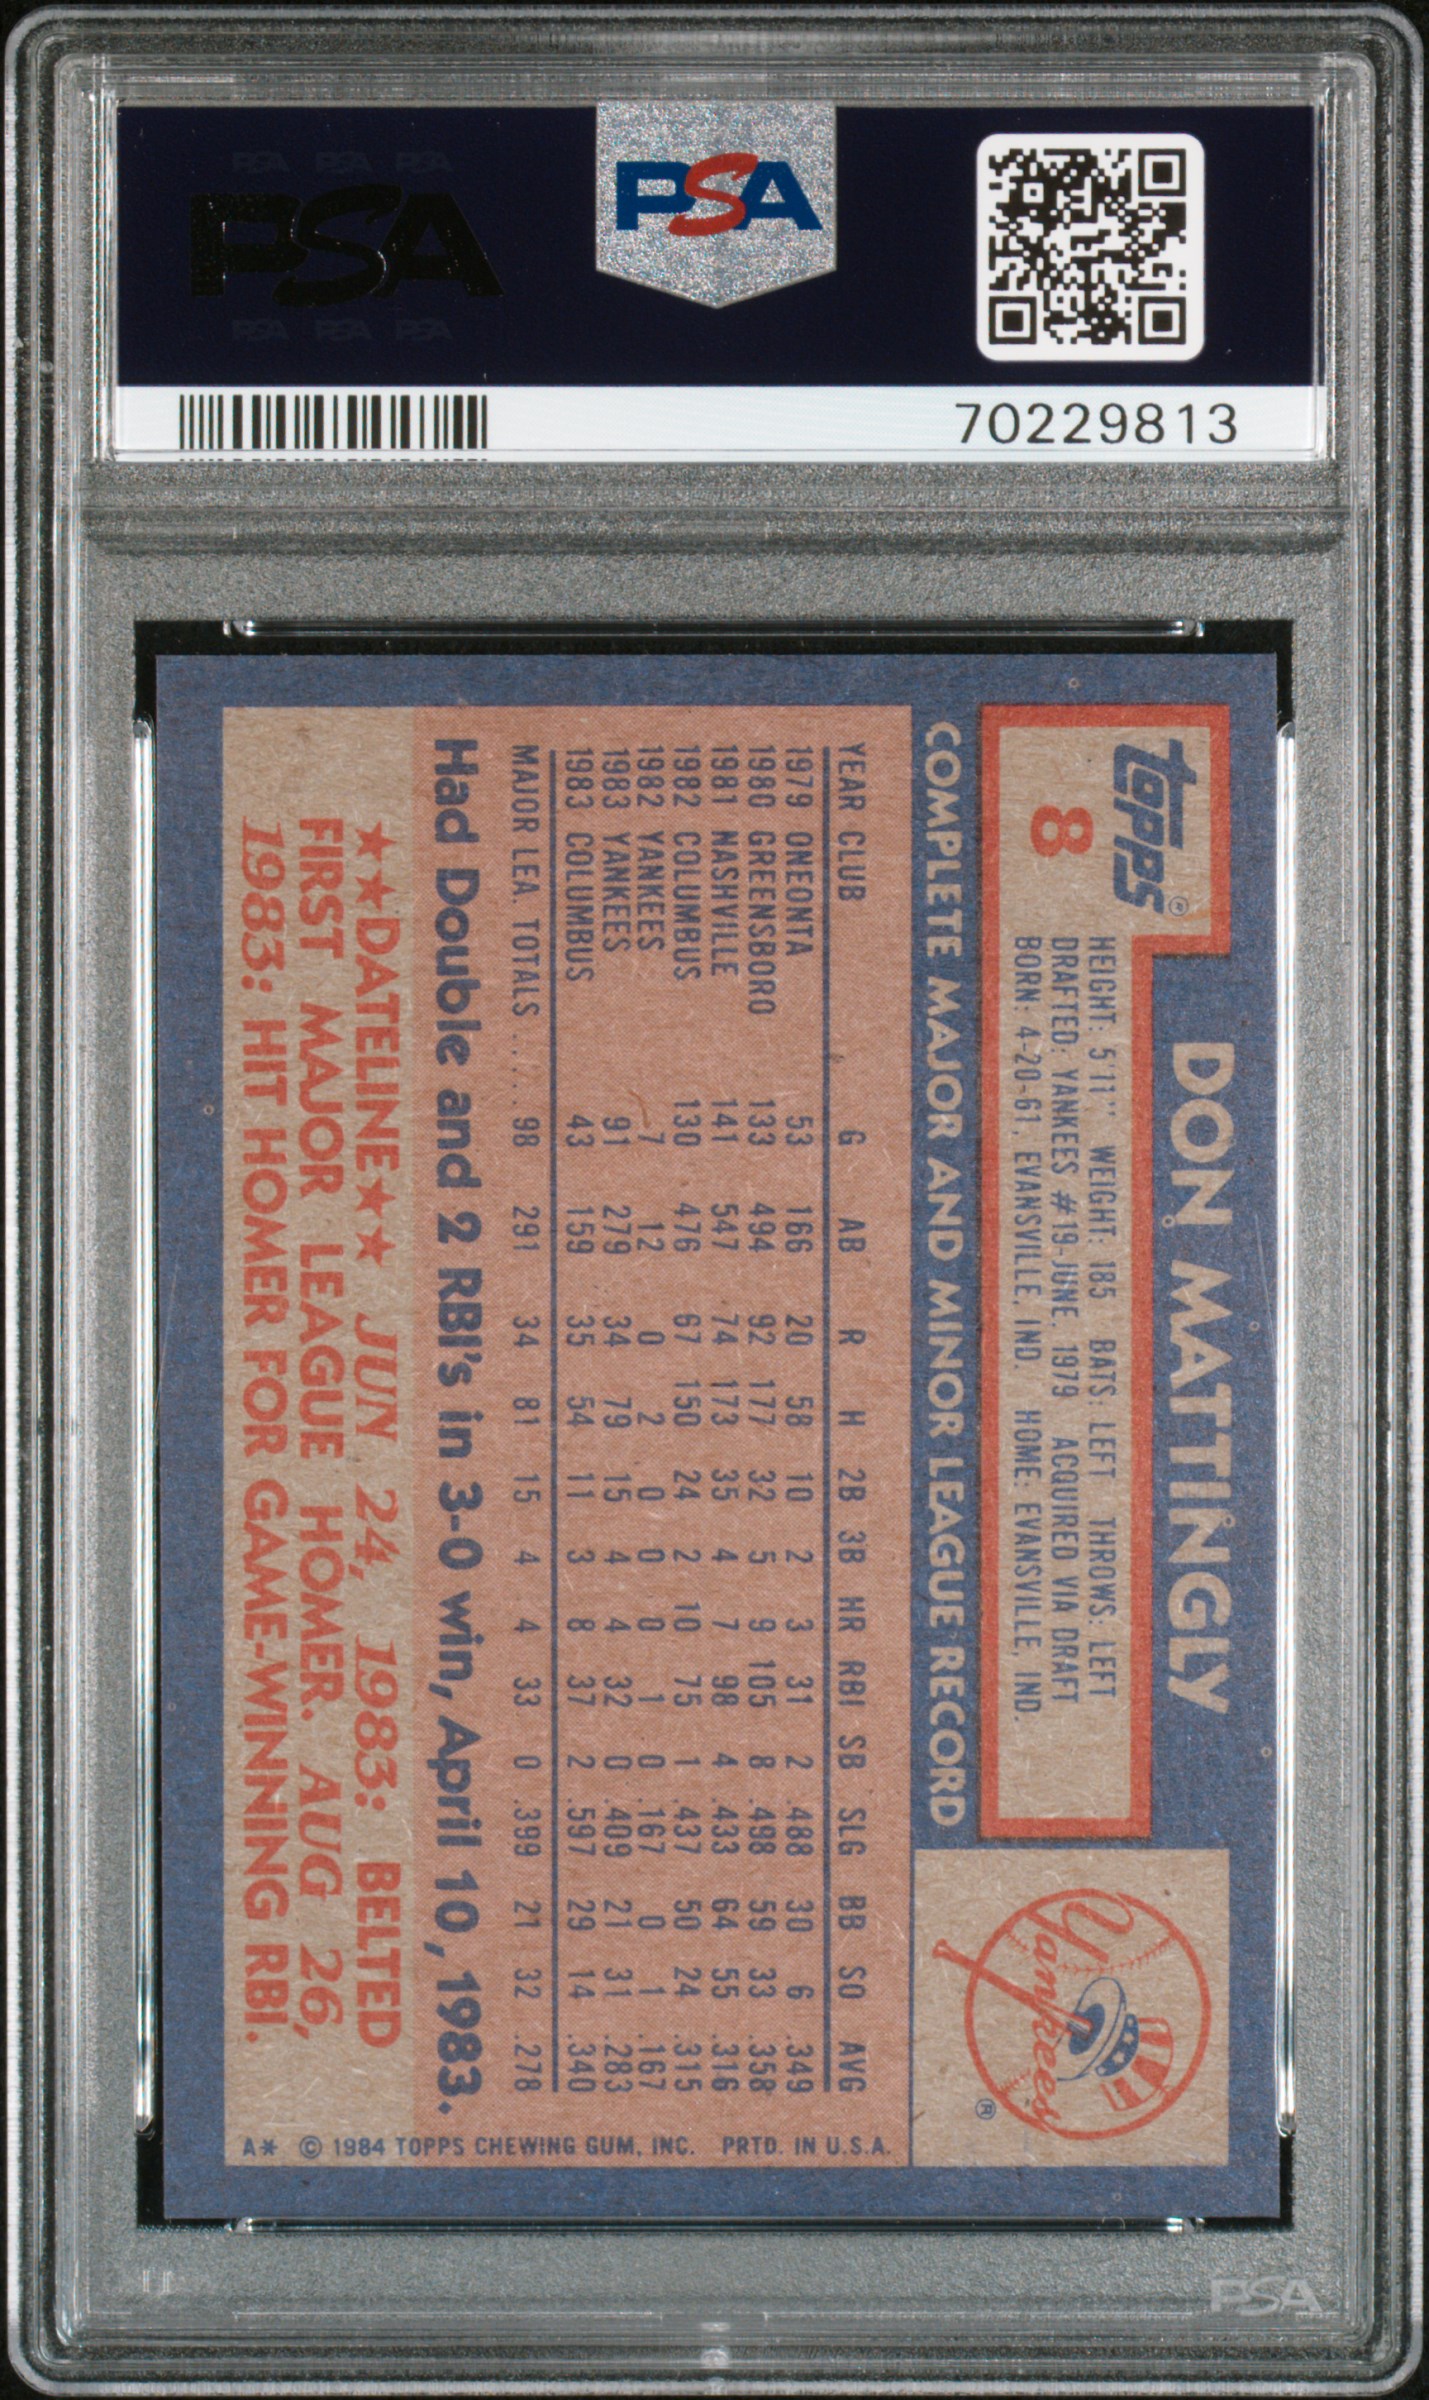 PSA PSA PSA
PSA
PSA PSA PSA
PSA
70229813
topps®
8
DON MATTINGLY
HEIGHT: 5'11" WEIGHT: 185 BATS: LEFT THROWS: LEFT
DRAFTED: YANKEES #19-JUNE, 1979 ACQUIRED VIA DRAFT
BORN: 4-20-61, EVANSVILLE, IND. HOME: EVANSVILLE, IND.
Yankees ®
COMPLETE MAJOR AND MINOR LEAGUE RECORD
YEAR CLUB G AB R H 2B 3B HR RBI SB SLG BB SO AVG
1979 ONEONTA 53 166 20 58 10 2 3 31 2 .488 30 6 .349
1980 GREENSBORO 133 494 92 177 32 5 9 105 8 .498 59 33 .358
1981 NASHVILLE 141 547 74 173 35 4 7 98 4 .433 64 55 .316
1982 COLUMBUS 130 476 67 150 24 2 10 75 1 .437 50 24 .315
1982 YANKEES 7 12 0 2 0 0 0 1 0 .167 0 1 .167
1983 YANKEES 91 279 34 79 15 4 4 32 0 .409 21 31 .283
1983 COLUMBUS 43 159 35 54 11 3 8 37 2 .597 29 14 .340
MAJOR LEA. TOTALS ..... 98 291 34 81 15 4 4 33 0 .399 21 32 .278
Had Double and 2 RBI's in 3-0 win, April 10, 1983.
★★DATELINE★★ JUN 24, 1983: BELTED
FIRST MAJOR LEAGUE HOMER. AUG 26,
1983: HIT HOMER FOR GAME-WINNING RBI.
A* © 1984 TOPPS CHEWING GUM, INC. PRTD. IN U.S.A.
PSA